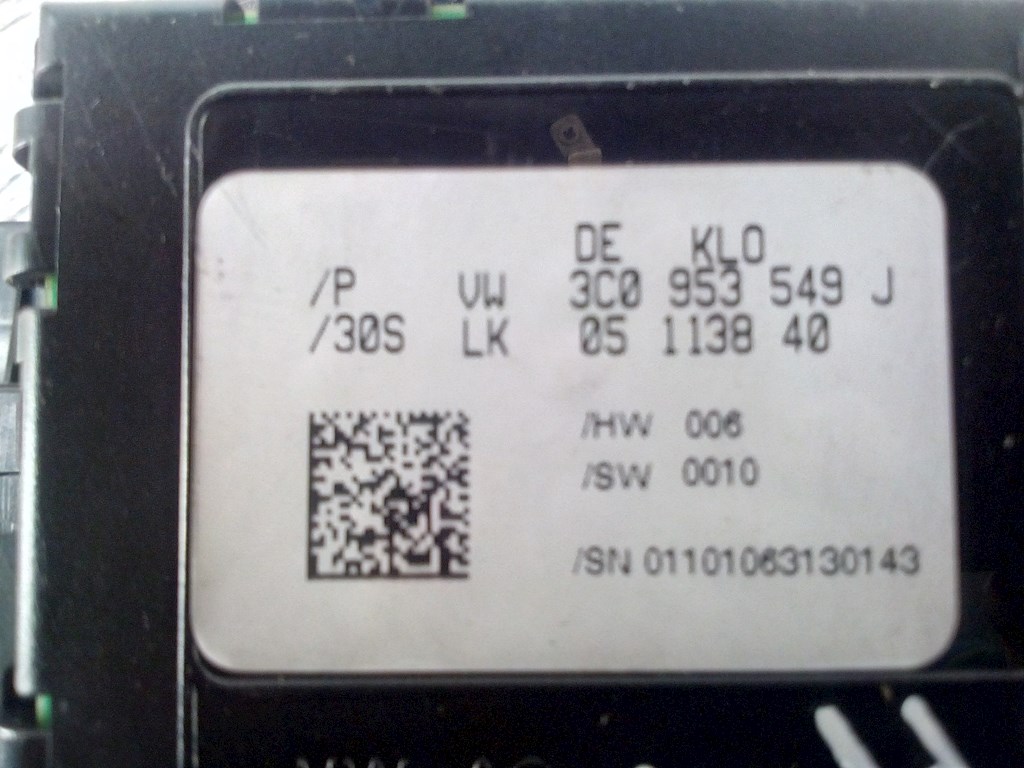 DE KLO
/P VW 3C0 953 549 J
/30S LK 05 1138 40
/HW 006
/SW 0010
/SN 01101063130143